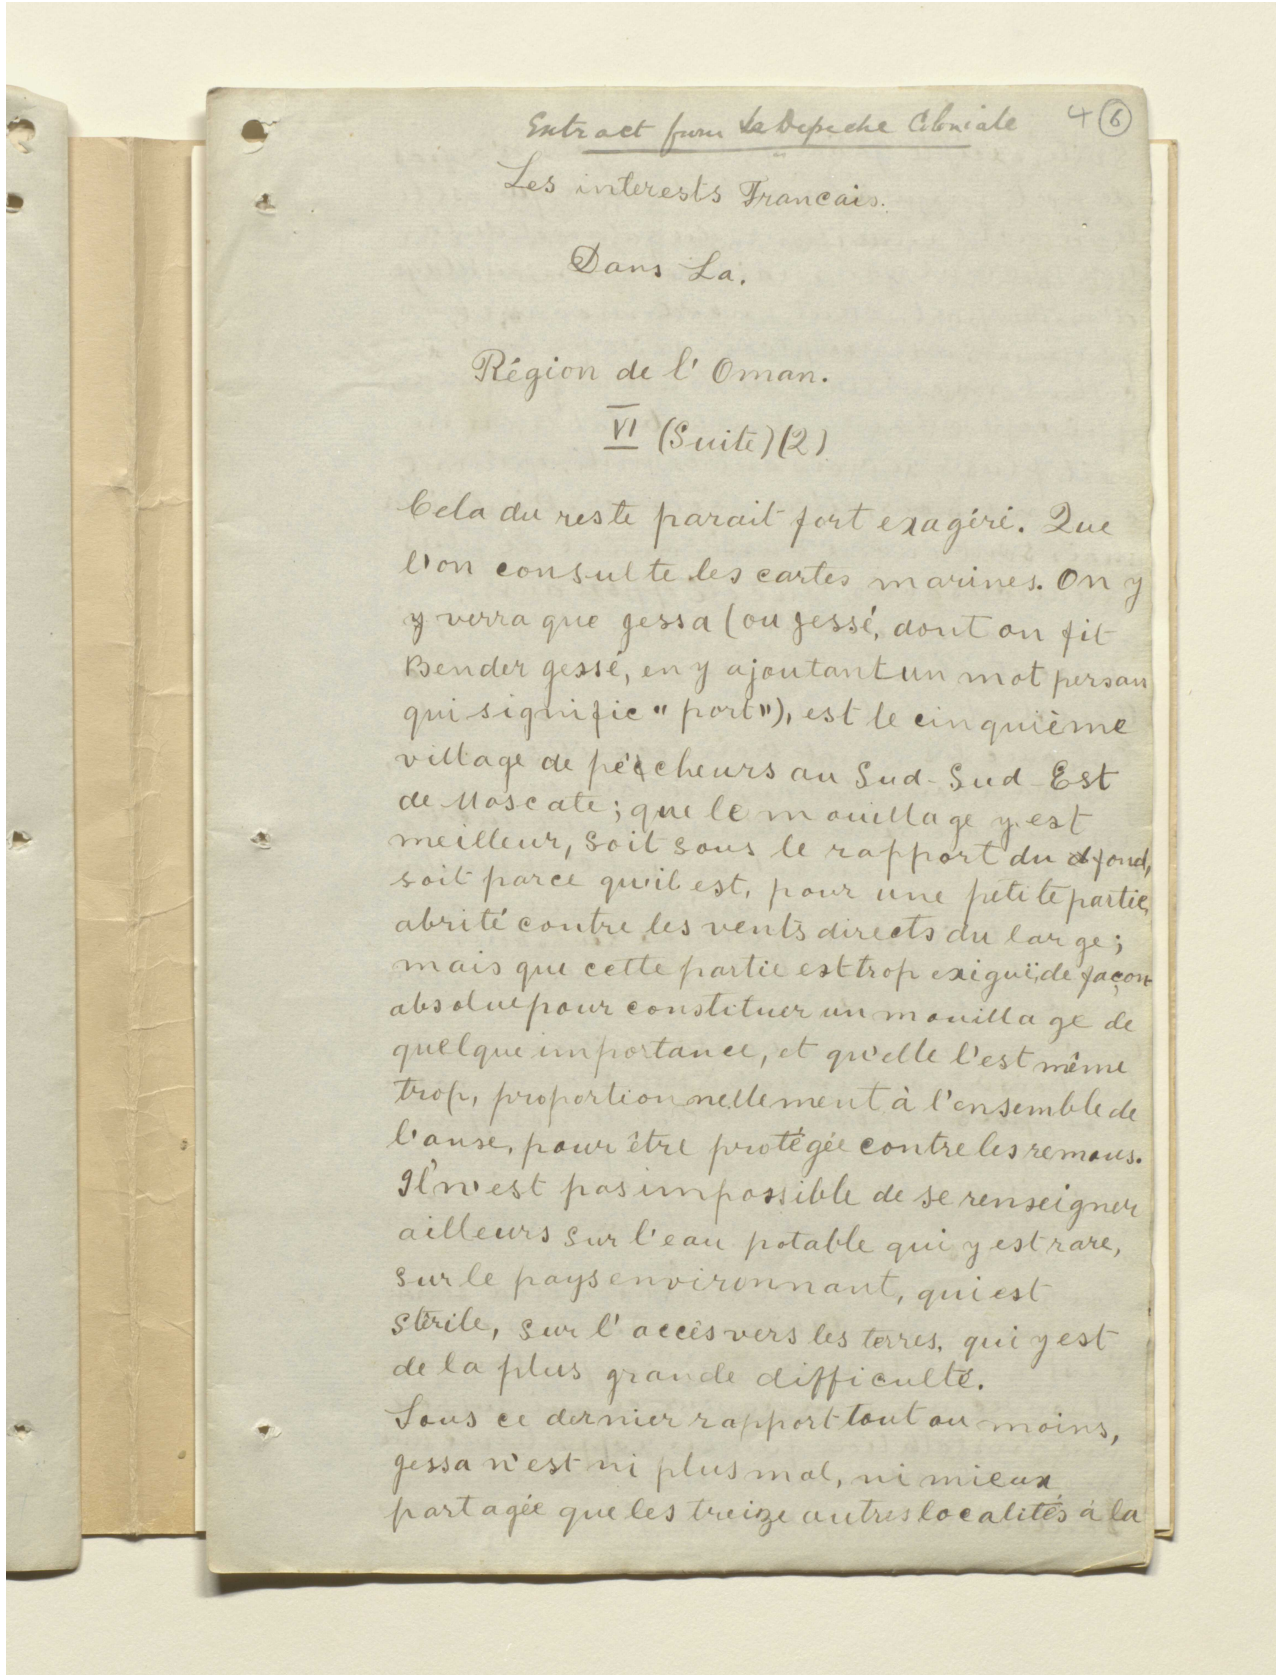 Extract from La Depeche Coloniale
4 6
Les interests Francais.
Dans La.
Région de l' Oman.
VI (Suite)(2)
Cela du reste parait fort exagéré. Que
l'on consulte les cartes marines. On y
y verra que gessa (ou gessé, dont on fit
Bender gessé, en y ajoutant un mot persan
qui signifie "port"), est le cinquième
village de pêcheurs au Sud-Sud-Est
de Mascate; que le mouillage y est
meilleur, soit sous le rapport du fond,
soit parce qu'il est, pour une petite partie,
abrité contre les vents directs du large;
mais que cette partie est trop exiguë, de façon
absolue pour constituer un mouillage de
quelque importance, et qu'elle l'est même
trop, proportionnellement à l'ensemble de
l'anse, pour être protégée contre les remous.
Il n'est pas impossible de se renseigner
ailleurs sur l'eau potable qui y est rare,
sur le pays environnant, qui est
stérile, sur l'accès vers les terres, qui y est
de la plus grande difficulté.
Sous ce dernier rapport tout au moins,
gessa n'est ni plus mal, ni mieux
partagée que les treize autres localités à la